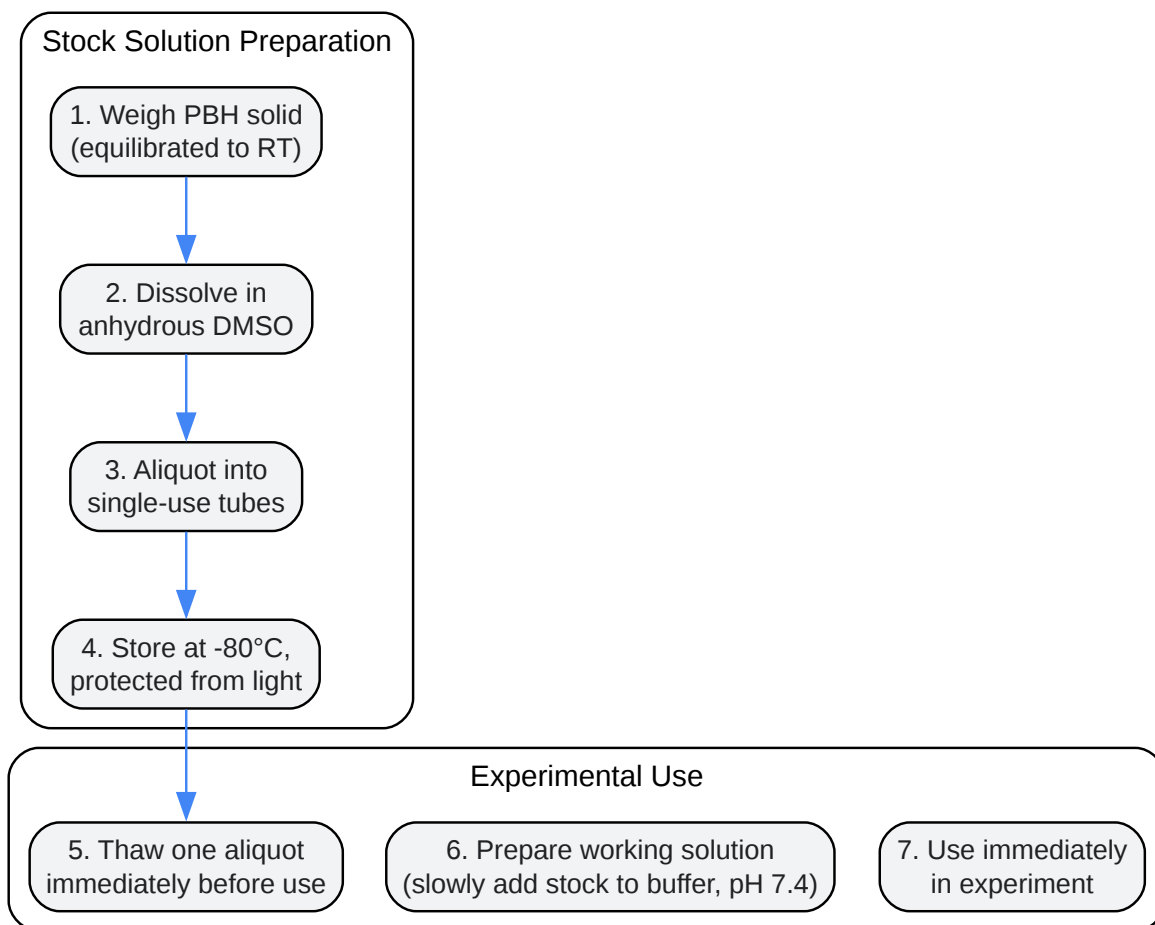 Stock Solution Preparation
1. Weigh PBH solid
(equilibrated to RT)
2. Dissolve in
anhydrous DMSO
3. Aliquot into
single-use tubes
4. Store at -80°C,
protected from light
Experimental Use
5. Thaw one aliquot
immediately before use
6. Prepare working solution
(slowly add stock to buffer, pH 7.4)
7. Use immediately
in experiment